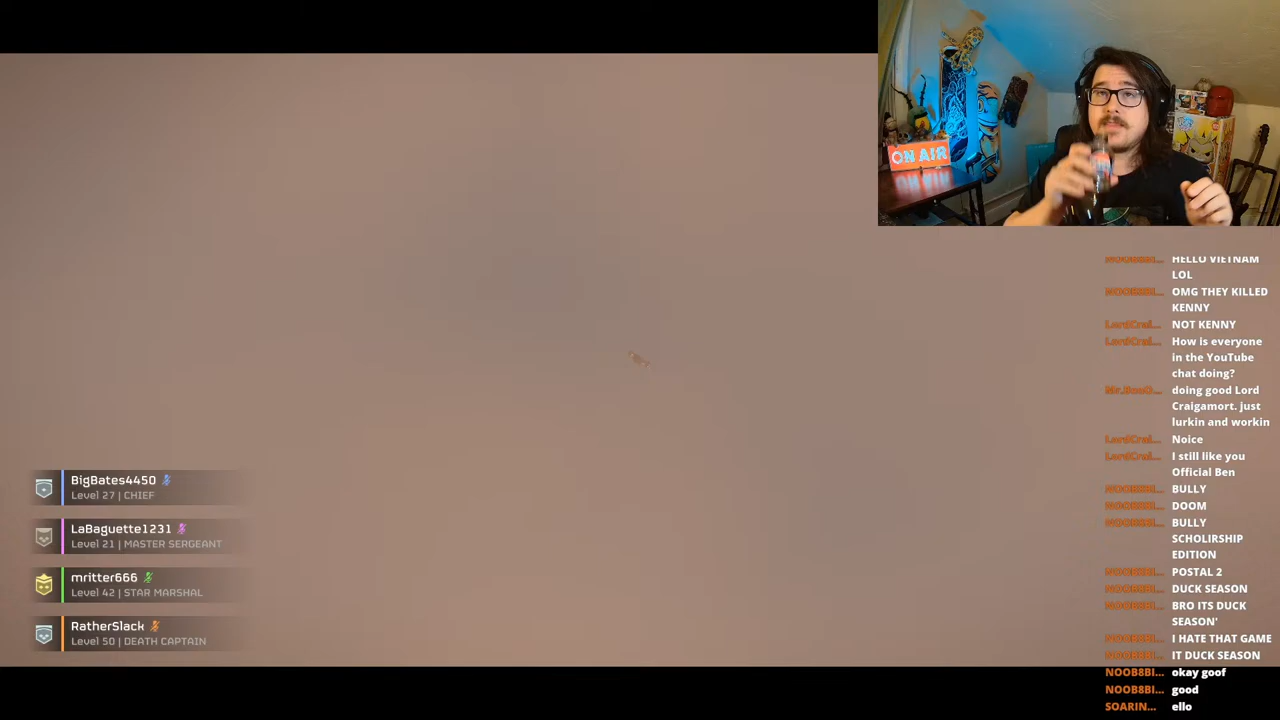 ON AIR
HELLO VIETNAM
LOL
OMG THEY KILLED
KENNY
NOT KENNY
How is everyone
in the YouTube
chat doing?
doing good Lord
Craigamort. just
lurkin and workin
Noice
I still like you
Official Ben
BULLY
DOOM
BULLY
SCHOLIRSHIP
EDITION
POSTAL 2
DUCK SEASON
BRO ITS DUCK
SEASON'
I HATE THAT GAME
IT DUCK SEASON
NOOB8BI... okay goof
NOOB8BI... good
SOARIN... ello
BigBates4450
Level 27 | CHIEF
LaBaguette1231
Level 21 | MASTER SERGEANT
mritter666
Level 42 | STAR MARSHAL
RatherSlack
Level 50 | DEATH CAPTAIN